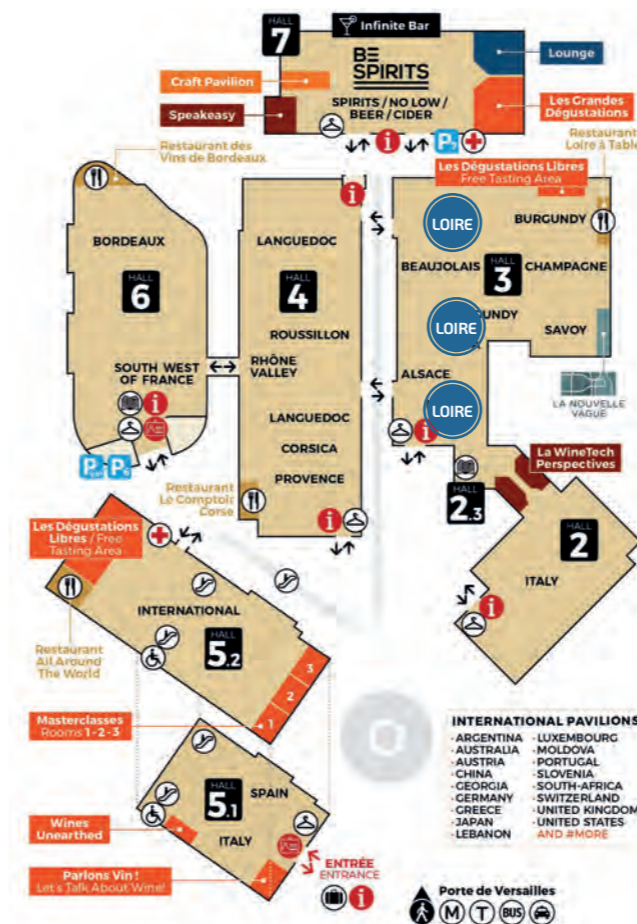 HALL
7
Infinite Bar
BE
SPIRITS
SPIRITS / NO LOW /
BEER / CIDER
Lounge
Craft Pavilion
Speakeasy
Les Grandes
Dégustations
Restaurant des
Vins de Bordeaux
Restaurant
Loire à Table
Les Dégustations Libres
Free Tasting Area
BORDEAUX
HALL
6
SOUTH WEST
OF FRANCE
LANGUEDOC
HALL
4
ROUSSILLON
RHÔNE
VALLEY
LANGUEDOC
CORSICA
PROVENCE
Restaurant
Le Comptoir
Corse
LOIRE
BURGUNDY
BEAUJOLAIS
HALL
3
CHAMPAGNE
LOIRE
UNDY
SAVOY
ALSACE
LOIRE
LA NOUVELLE
VAGUE
La WineTech
Perspectives
HALL
2.3
HALL
2
ITALY
Les Dégustations
Libres / Free
Tasting Area
INTERNATIONAL
HALL
5.2
Restaurant
All Around
The World
3
2
1
Masterclasses
Rooms 1-2-3
HALL
5.1
SPAIN
ITALY
Wines
Unearthed
Parlons Vin !
Let's Talk About Wine!
ENTRÉE
ENTRANCE
INTERNATIONAL PAVILIONS
· ARGENTINA
· AUSTRALIA
· AUSTRIA
· CHINA
· GEORGIA
· GERMANY
· GREECE
· JAPAN
· LEBANON
· LUXEMBOURG
· MOLDOVA
· PORTUGAL
· SLOVENIA
· SOUTH-AFRICA
· SWITZERLAND
· UNITED KINGDOM
· UNITED STATES
AND #MORE
Porte de Versailles
M T BUS